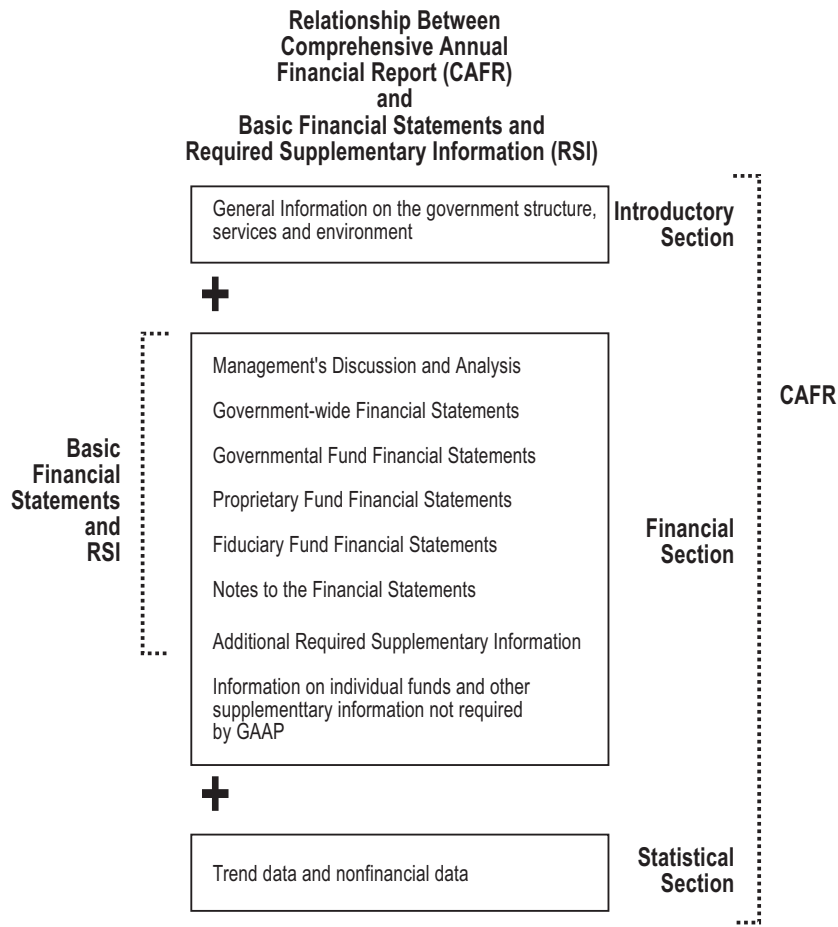 Relationship Between
Comprehensive Annual
Financial Report (CAFR)
and
Basic Financial Statements and
Required Supplementary Information (RSI)
General Information on the government structure,
services and environment
Introductory
Section
+
Management's Discussion and Analysis
Government-wide Financial Statements
Governmental Fund Financial Statements
Proprietary Fund Financial Statements
Fiduciary Fund Financial Statements
Notes to the Financial Statements
Additional Required Supplementary Information
Information on individual funds and other
supplementtary information not required
by GAAP
Basic
Financial
Statements
and
RSI
Financial
Section
CAFR
+
Trend data and nonfinancial data
Statistical
Section